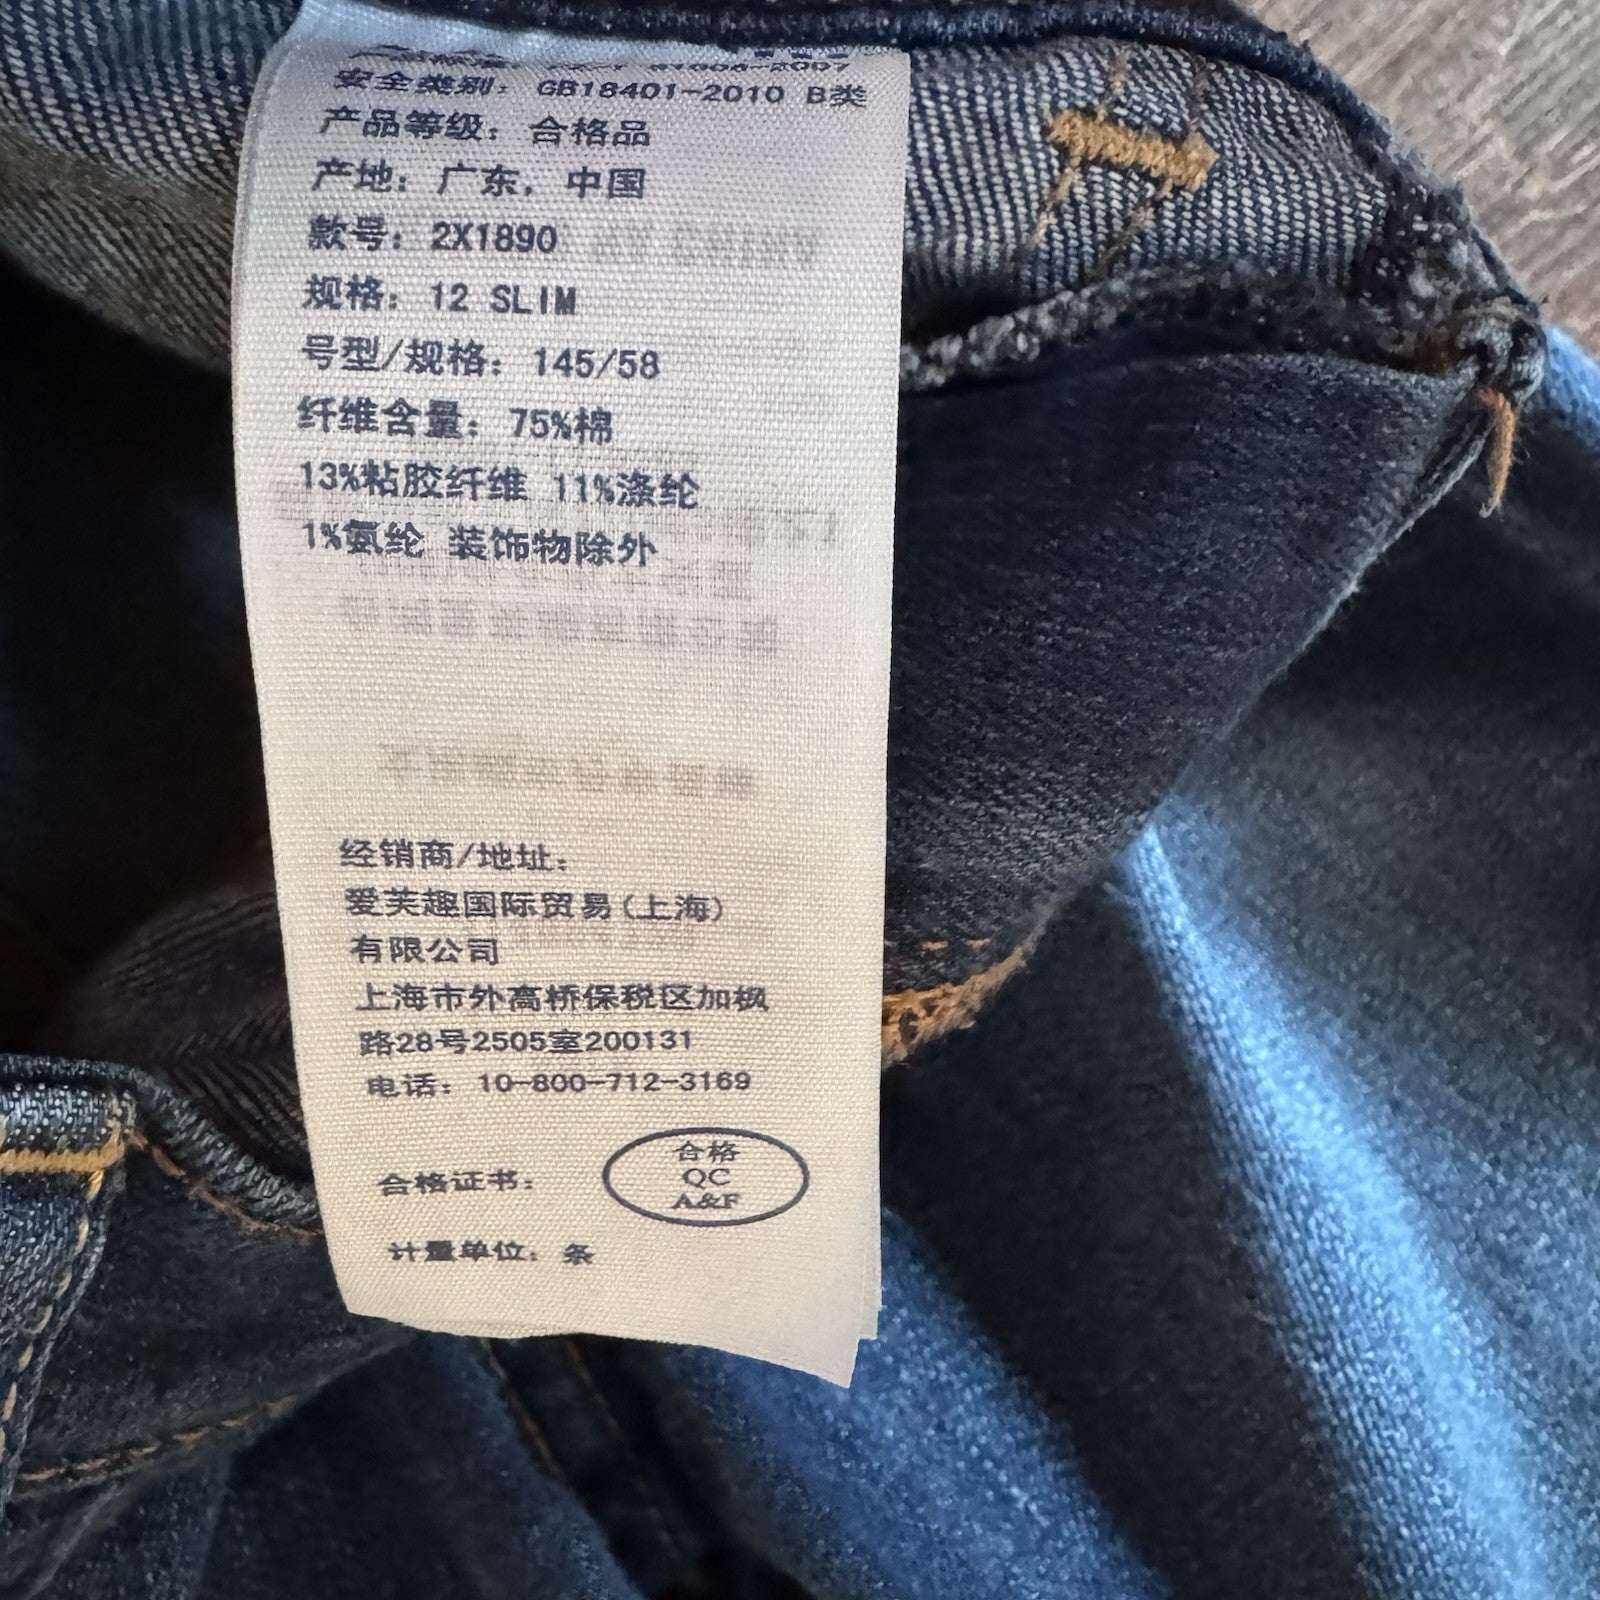 安全类别: GB18401-2010 B类
产品等级: 合格品
产地: 广东, 中国
款号: 2X1890
规格: 12 SLIM
号型/规格: 145/58
纤维含量: 75%棉
13%粘胶纤维 11%涤纶
1%氨纶 装饰物除外
经销商/地址:
爱芙趣国际贸易(上海)
有限公司
上海市外高桥保税区加枫
路28号2505室200131
电话: 10-800-712-3169
合格证书:
合格
QC
A&F
计量单位: 条